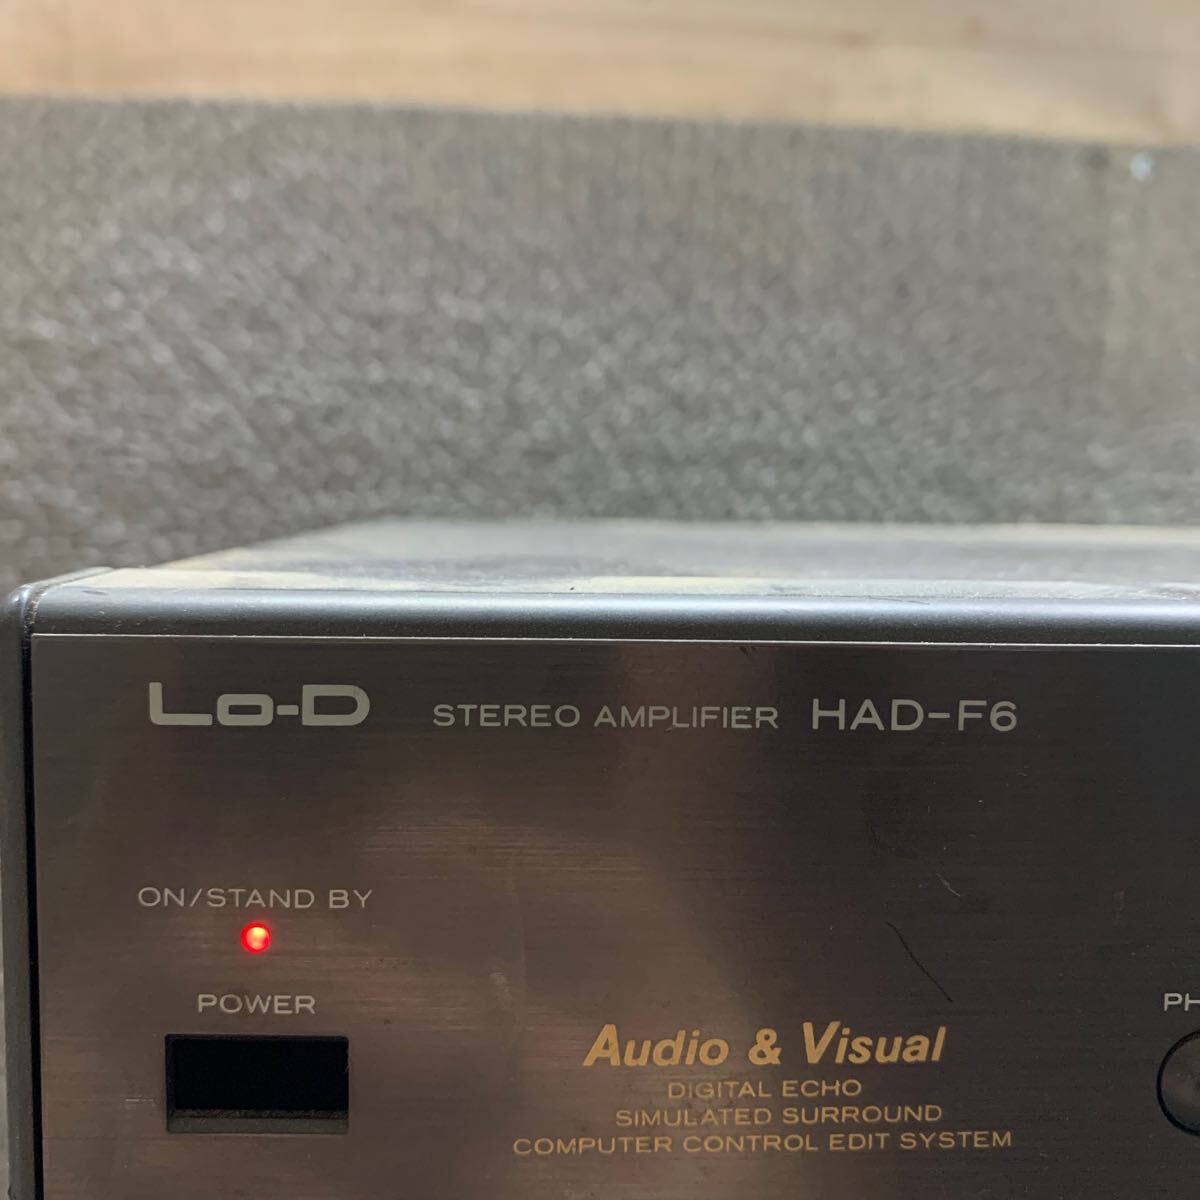 Lo-D STEREO AMPLIFIER HAD-F6
ON/STAND BY
POWER
PH
Audio & Visual
DIGITAL ECHO
SIMULATED SURROUND
COMPUTER CONTROL EDIT SYSTEM